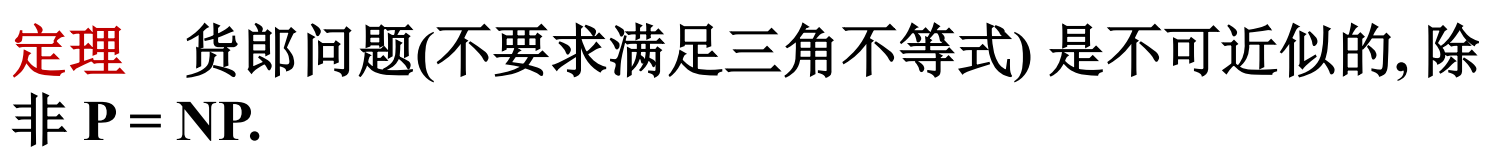 定理 货郎问题(不要求满足三角不等式) 是不可近似的, 除
非 P = NP.